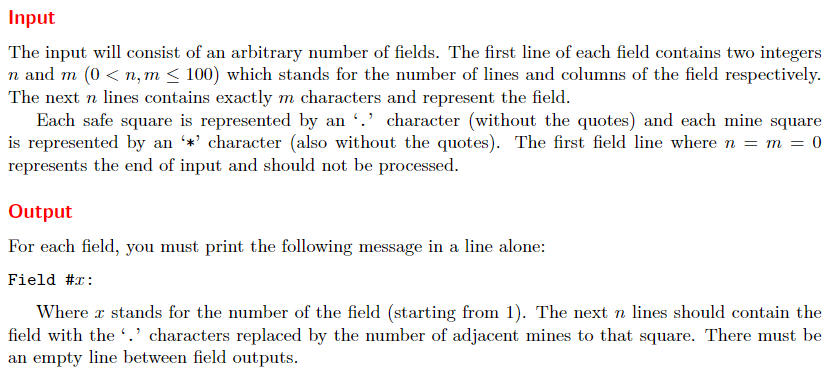 Input
The input will consist of an arbitrary number of fields. The first line of each field contains two integers
n and m (0 < n, m ≤ 100) which stands for the number of lines and columns of the field respectively.
The next n lines contains exactly m characters and represent the field.
Each safe square is represented by an ‘.’ character (without the quotes) and each mine square
is represented by an ‘*’ character (also without the quotes). The first field line where n = m = 0
represents the end of input and should not be processed.
Output
For each field, you must print the following message in a line alone:
Field #x:
Where x stands for the number of the field (starting from 1). The next n lines should contain the
field with the ‘.’ characters replaced by the number of adjacent mines to that square. There must be
an empty line between field outputs.